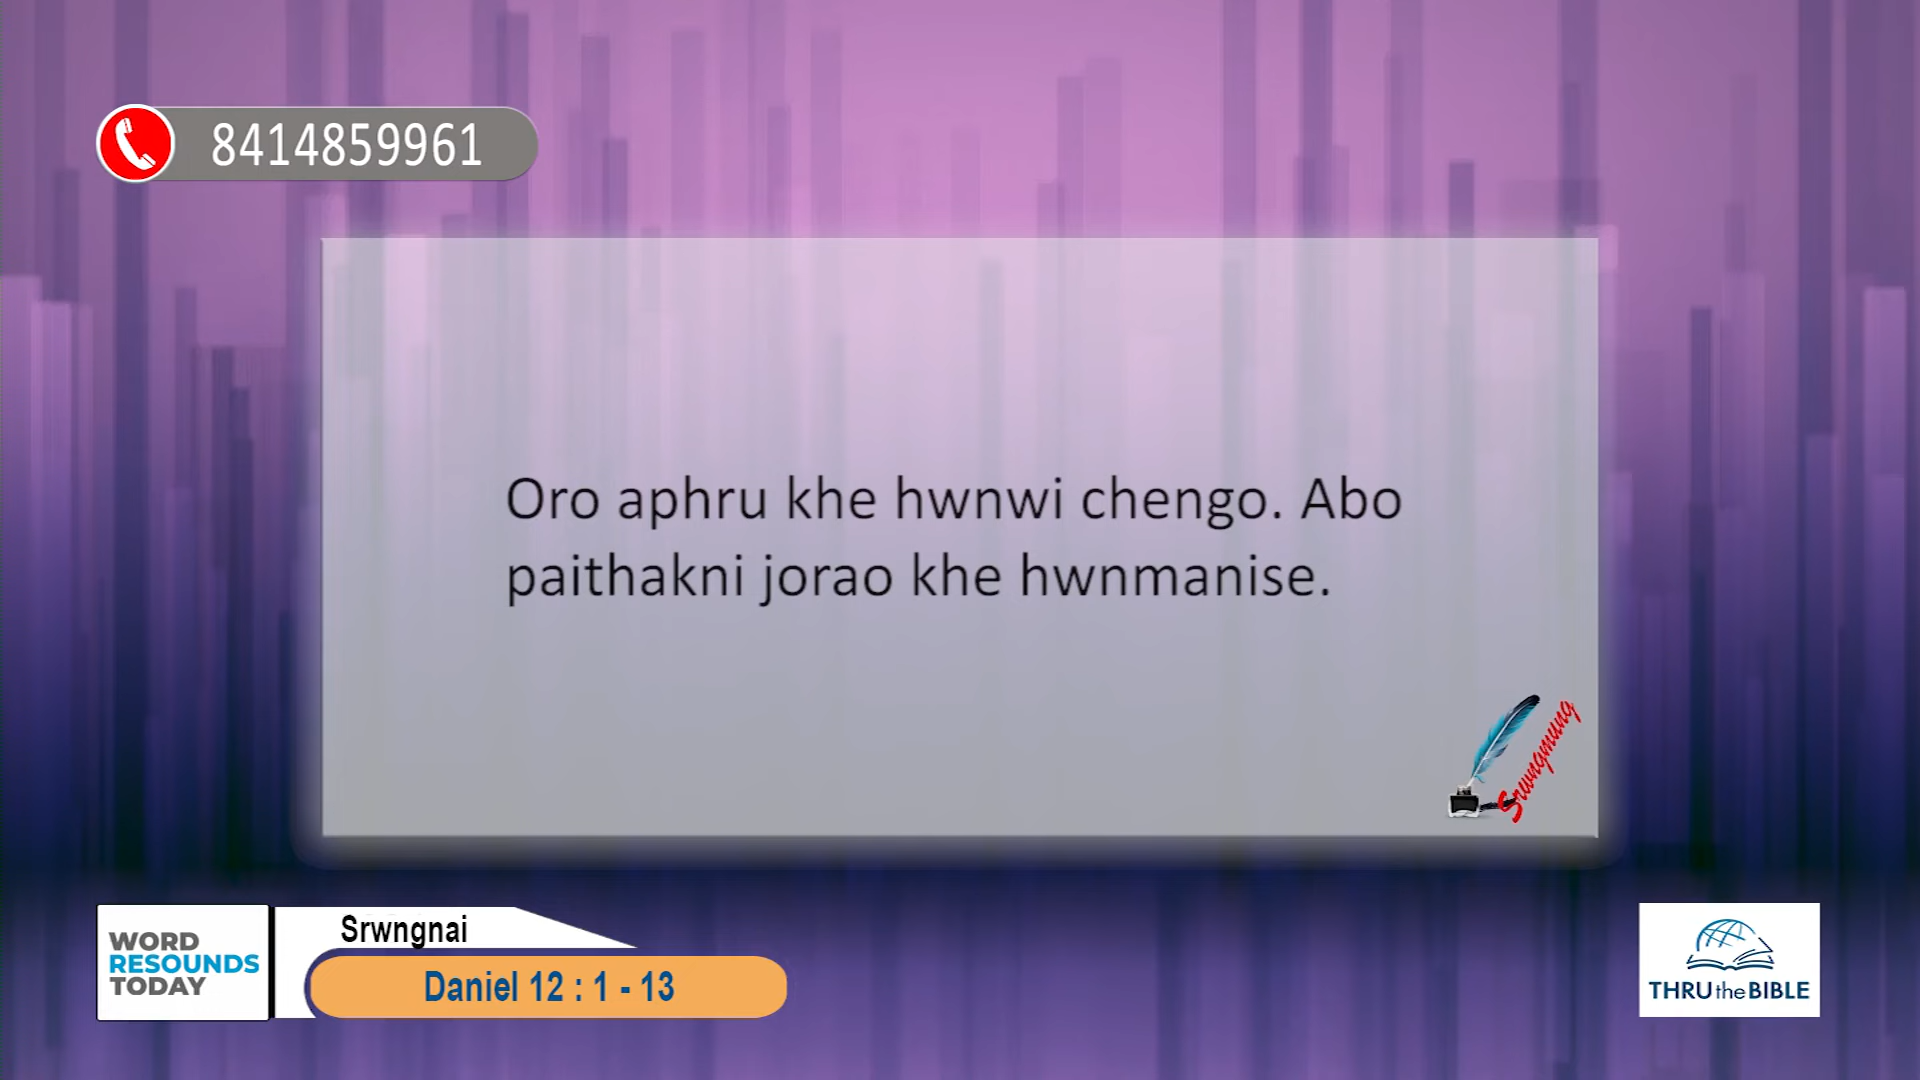 8414859961
Oro aphru khe hwnwi chengo. Abo
paithakni jorao khe hwnmanise.
Srwngmung
WORD
RESOUNDS
TODAY
Srwngnai
Daniel 12 : 1 - 13
THRU the BIBLE